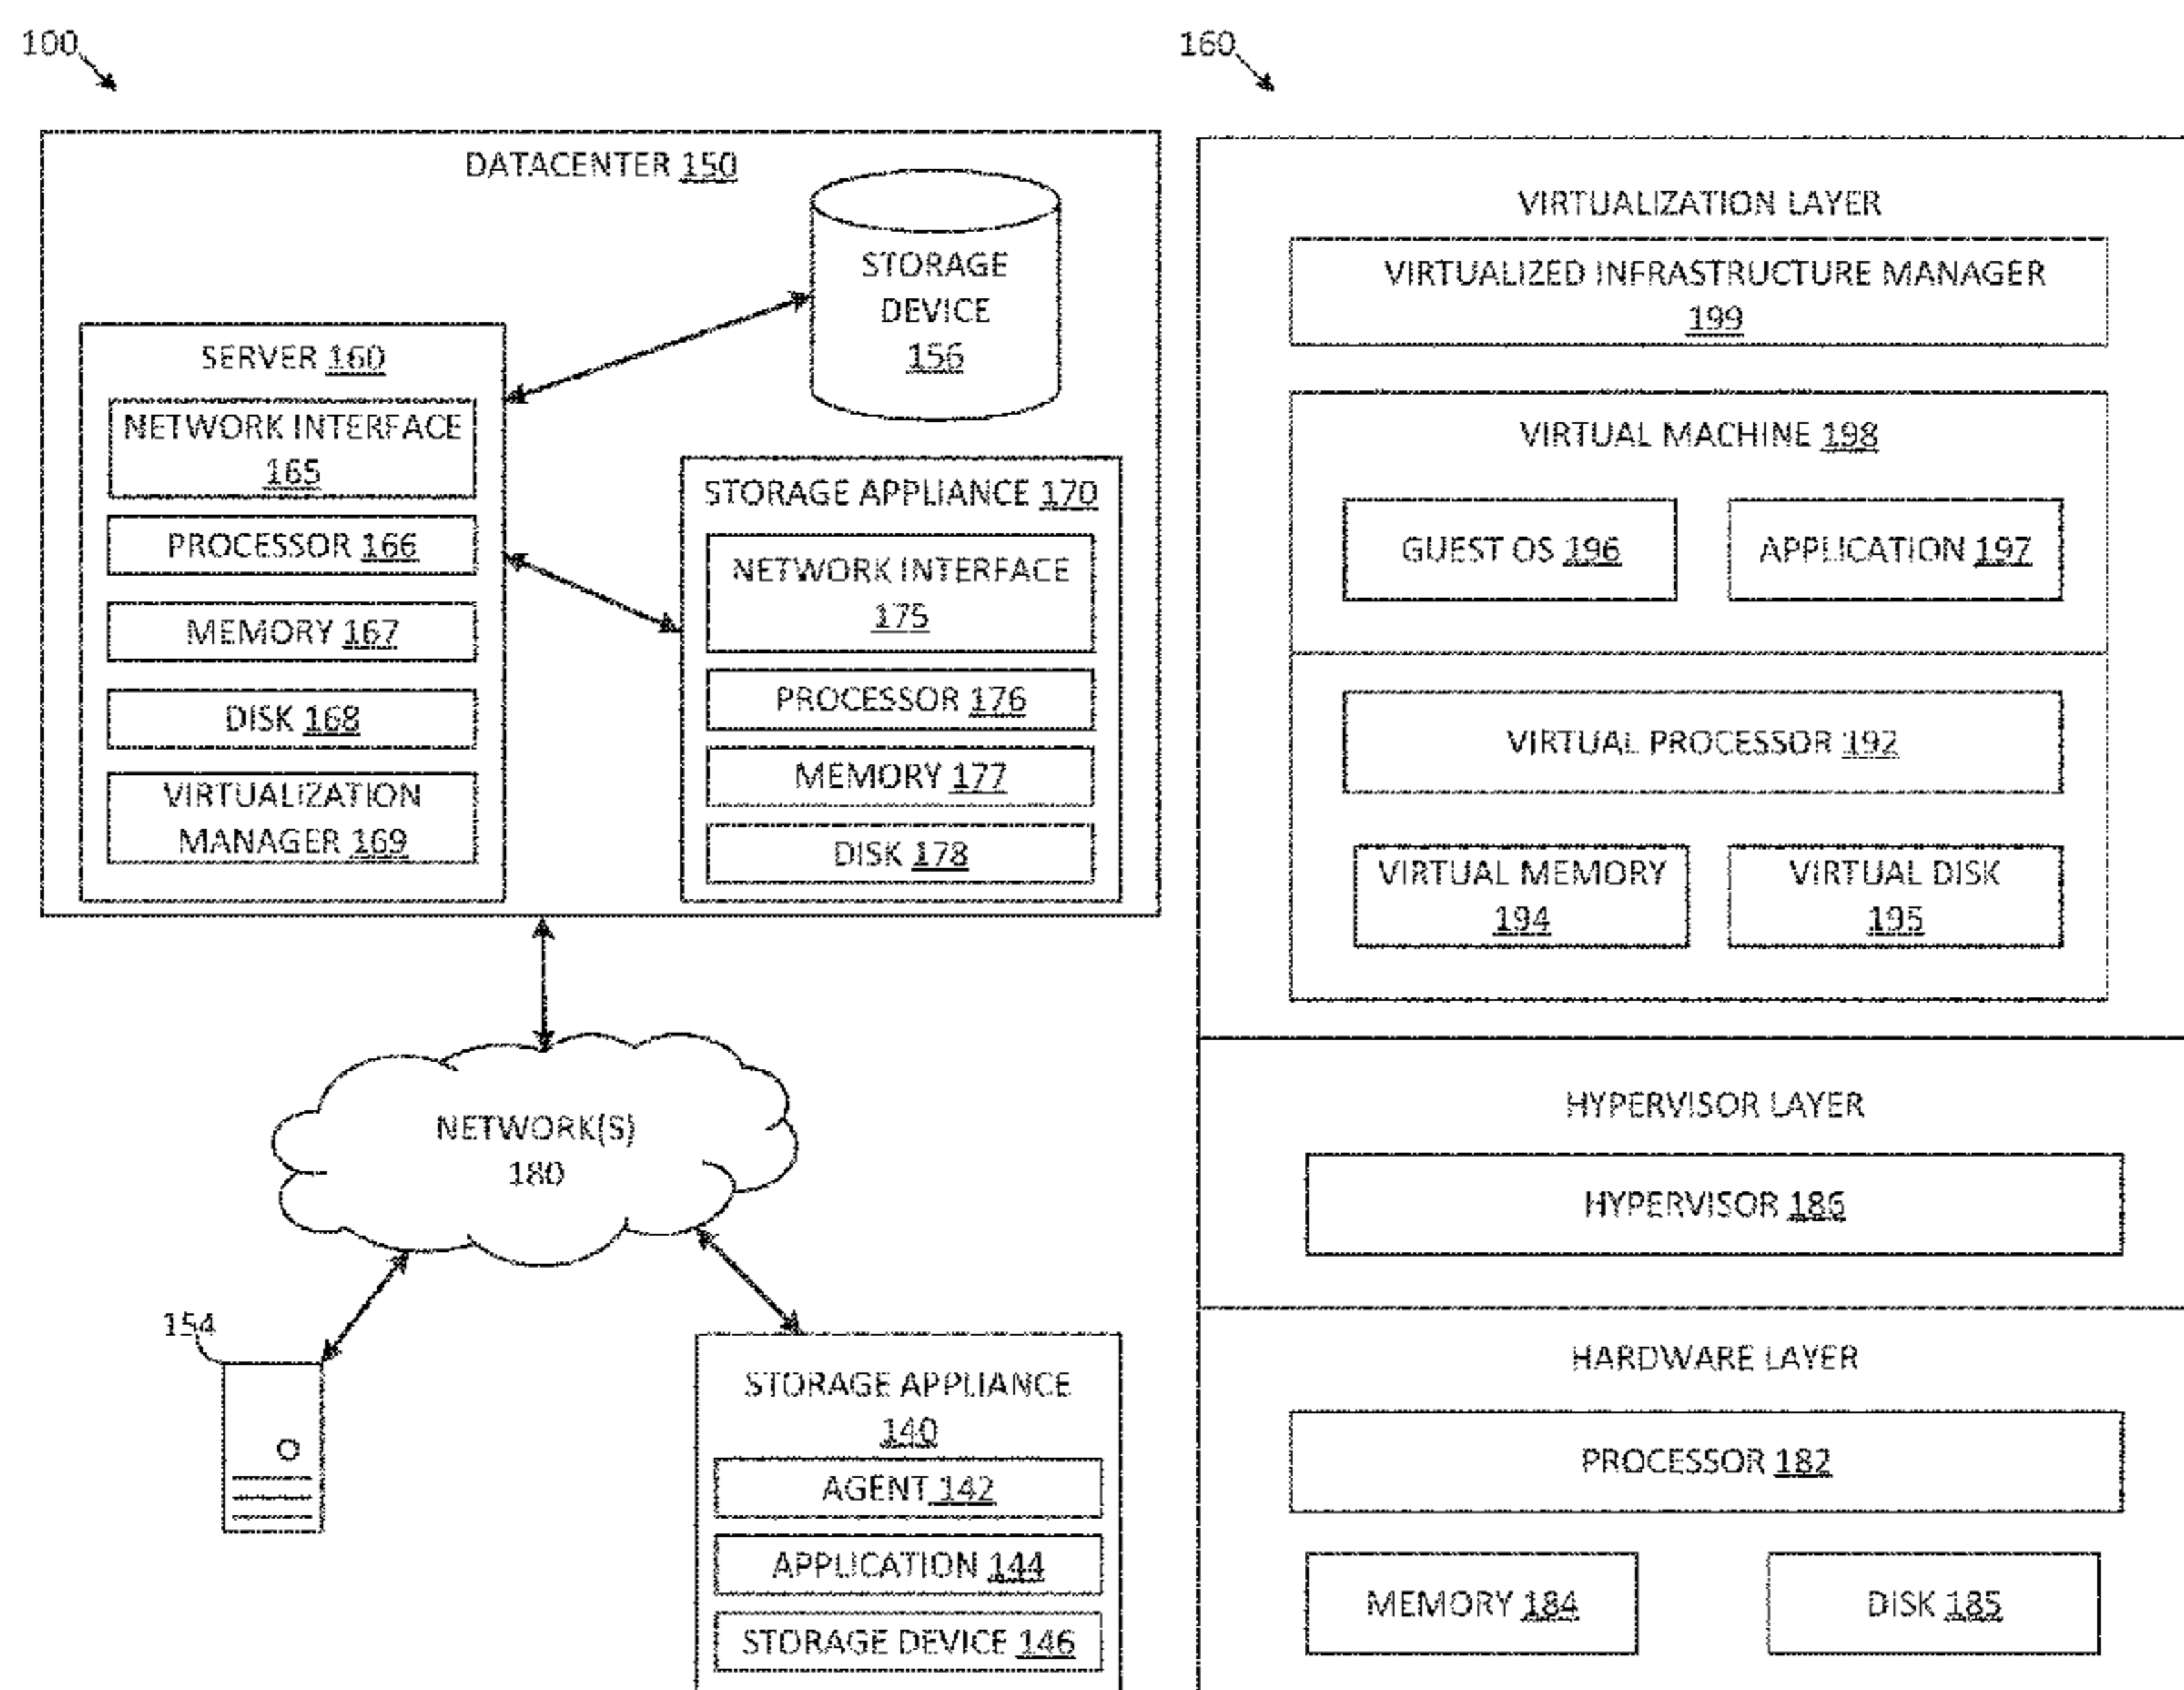 100
DATACENTER 150
STORAGE
DEVICE
156
SERVER 160
NETWORK INTERFACE
165
PROCESSOR 166
MEMORY 167
DISK 168
VIRTUALIZATION
MANAGER 169
STORAGE APPLIANCE 170
NETWORK INTERFACE
175
PROCESSOR 176
MEMORY 177
DISK 178
NETWORK(S)
180
154
STORAGE APPLIANCE
140
AGENT 142
APPLICATION 144
STORAGE DEVICE 146
160
VIRTUALIZATION LAYER
VIRTUALIZED INFRASTRUCTURE MANAGER
199
VIRTUAL MACHINE 198
GUEST OS 196
APPLICATION 197
VIRTUAL PROCESSOR 192
VIRTUAL MEMORY
194
VIRTUAL DISK
195
HYPERVISOR LAYER
HYPERVISOR 186
HARDWARE LAYER
PROCESSOR 182
MEMORY 184
DISK 185